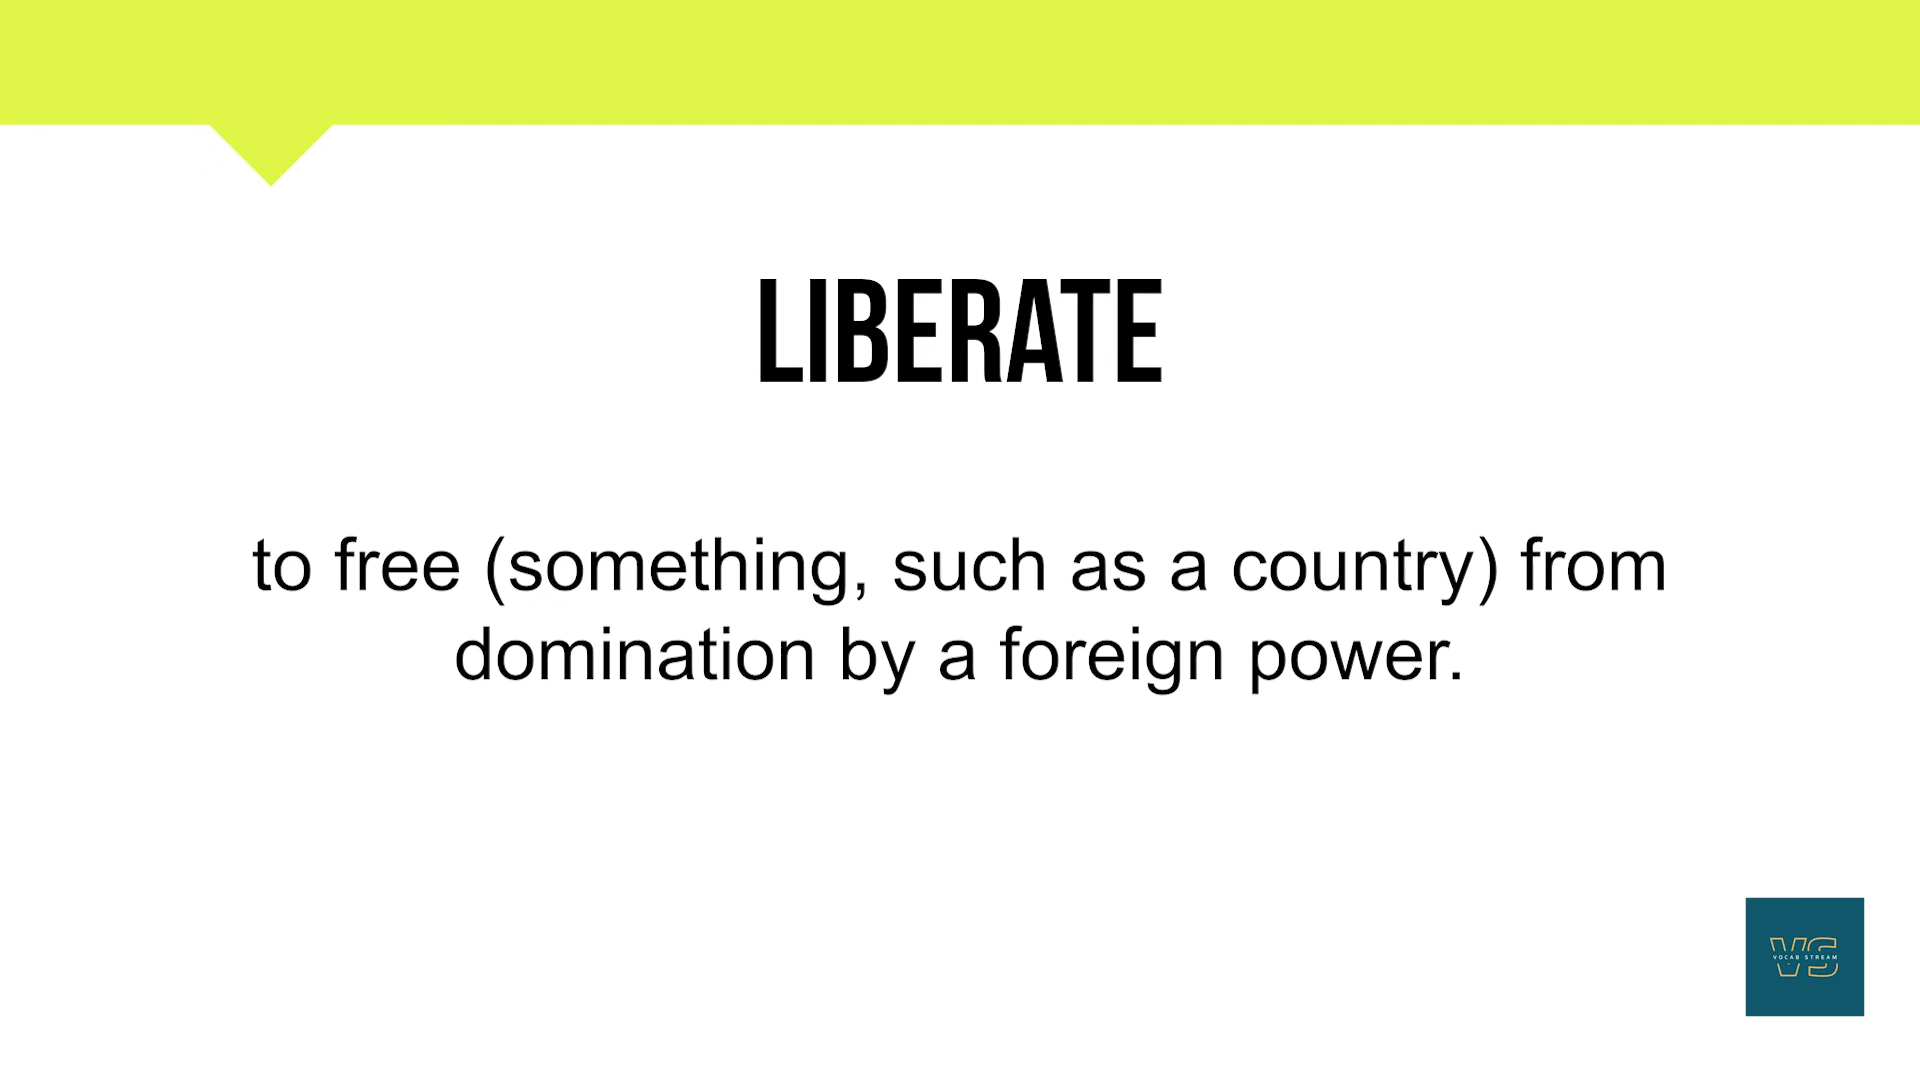 LIBERATE
to free (something, such as a country) from
domination by a foreign power.
VS
VOCAB STREAM